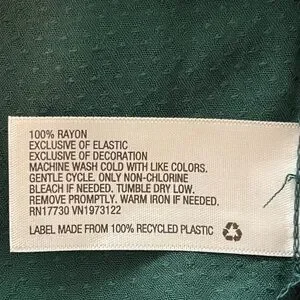 100% RAYON
EXCLUSIVE OF ELASTIC
EXCLUSIVE OF DECORATION
MACHINE WASH COLD WITH LIKE COLORS.
GENTLE CYCLE. ONLY NON-CHLORINE
BLEACH IF NEEDED. TUMBLE DRY LOW.
REMOVE PROMPTLY. WARM IRON IF NEEDED.
RN17730 VN1973122
LABEL MADE FROM 100% RECYCLED PLASTIC